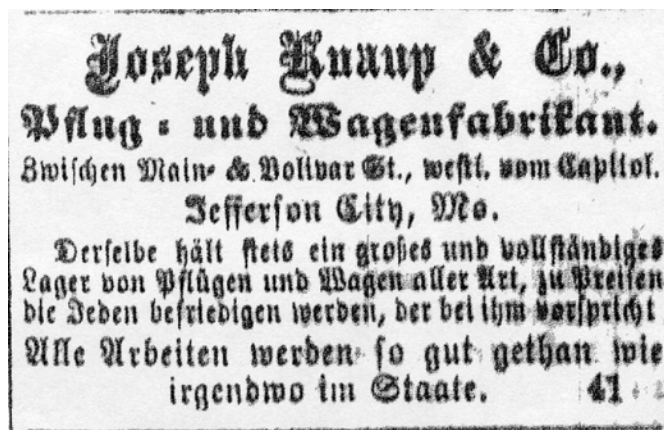 Joseph Knaup & Co.,
Pflug- und Wagenfabrikant.
Zwischen Main- & Bolivar St., westl. vom Capitol.
Jefferson City, Mo.
Derselbe hält stets ein großes und vollständiges
Lager von Pflügen und Wagen aller Art, zu Preisen
die Jeden befriedigen werden, der bei ihm vorspricht
Alle Arbeiten werden so gut gethan wie
irgendwo im Staate. 41